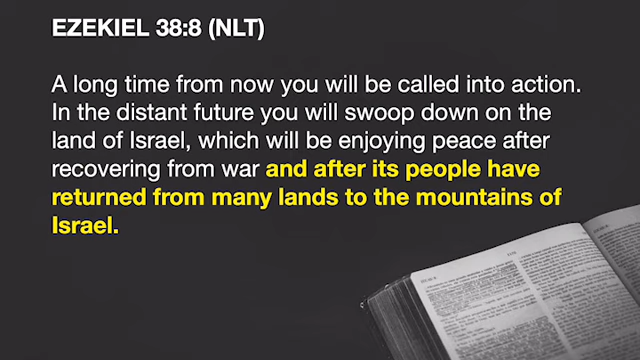 EZEKIEL 38:8 (NLT)
A long time from now you will be called into action.
In the distant future you will swoop down on the
land of Israel, which will be enjoying peace after
recovering from war and after its people have
returned from many lands to the mountains of
Israel.